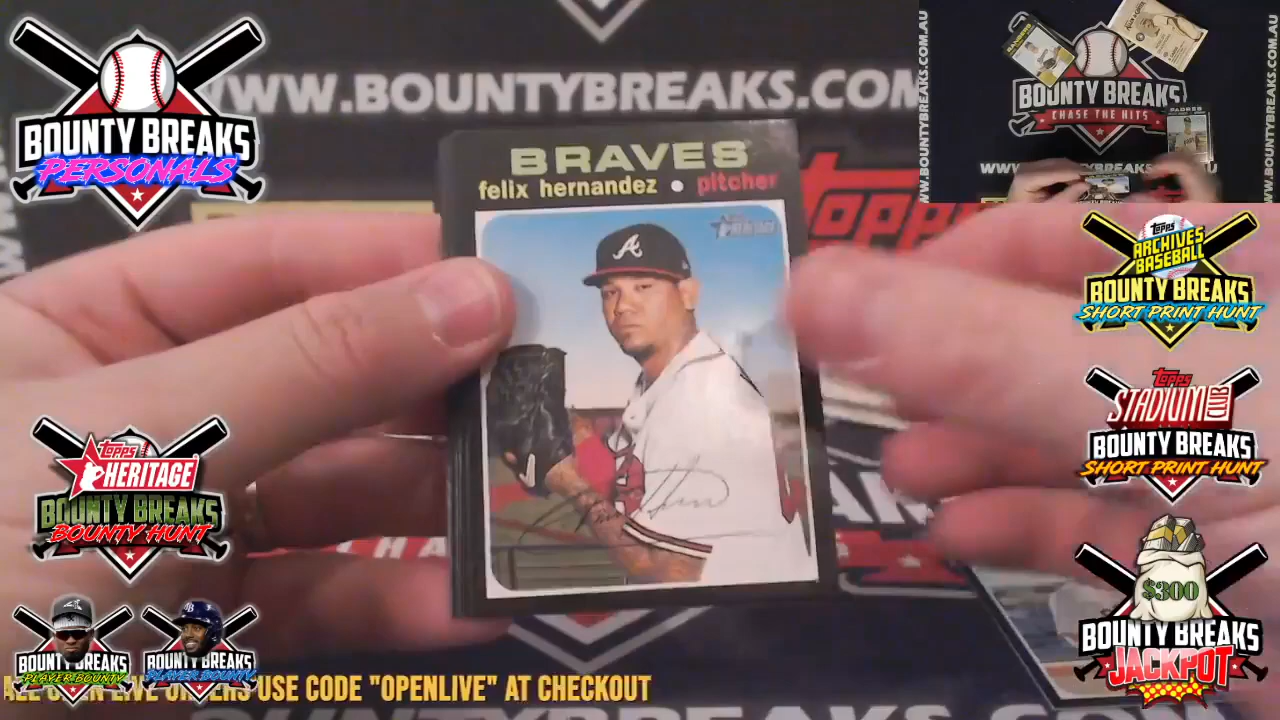 WWW.BOUNTYBREAKS.COM
BRAVES
felix hernandez • pitcher
Topps
Heritage
BOUNTY BREAKS
PERSONALS
Topps
HERITAGE
BOUNTY BREAKS
BOUNTY HUNT
BOUNTY BREAKS
PLAYER BOUNTY
BOUNTY BREAKS
PLAYER BOUNTY
BOUNTY BREAKS
CHASE THE HITS
PADRES
WWW.BOUNTYBREAKS.COM.AU
Topps
ARCHIVES
BASEBALL
BOUNTY BREAKS
SHORT PRINT HUNT
Topps
STADIUM CLUB
BOUNTY BREAKS
SHORT PRINT HUNT
$300
BOUNTY BREAKS
JACKPOT
USE CODE "OPENLIVE" AT CHECKOUT